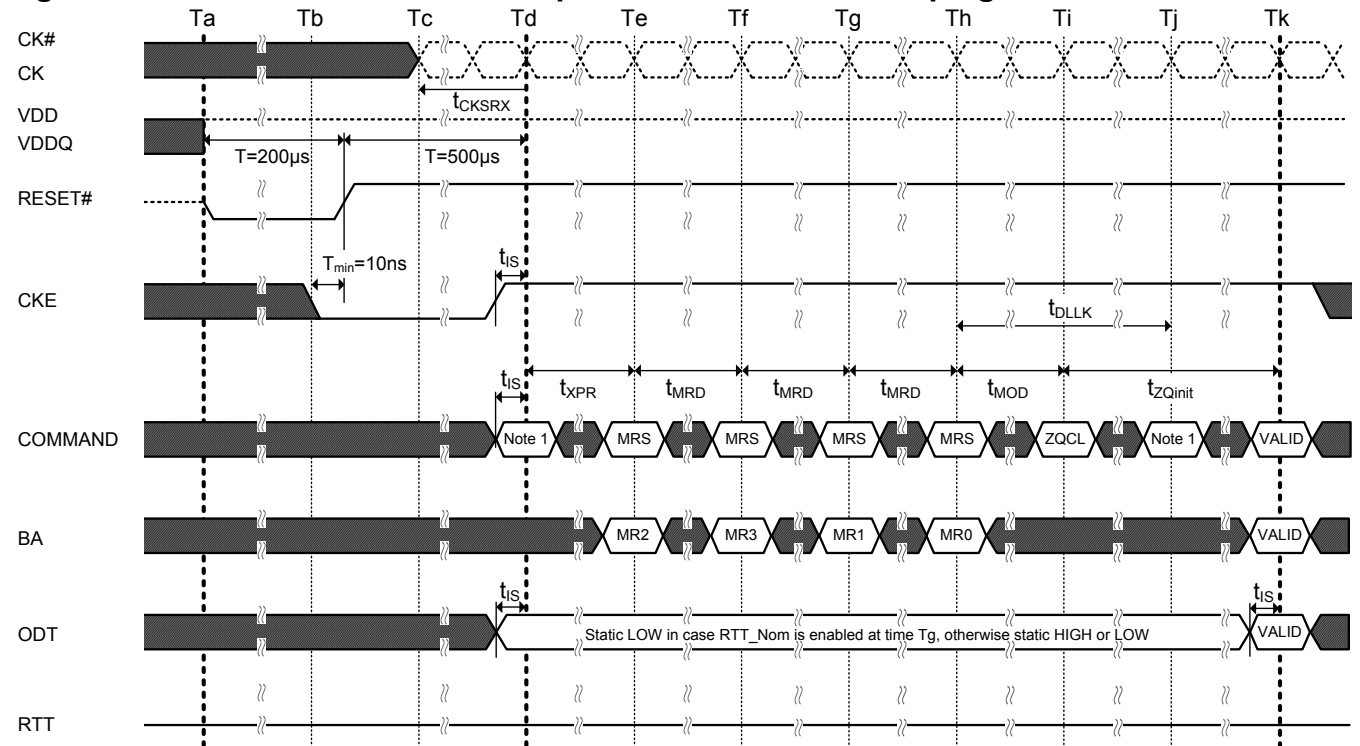 Ta Tb Tc Td Te Tf Tg Th Ti Tj Tk
CK#
CK
tCKSRX
VDD
VDDQ
T=200μs T=500μs
RESET#
Tmin=10ns tIS
CKE
tDLLK
tIS tXPR tMRD tMRD tMRD tMOD tZQinit
COMMAND Note 1 MRS MRS MRS MRS ZQCL Note 1 VALID
BA MR2 MR3 MR1 MR0 VALID
tIS tIS
ODT Static LOW in case RTT_Nom is enabled at time Tg, otherwise static HIGH or LOW VALID
RTT